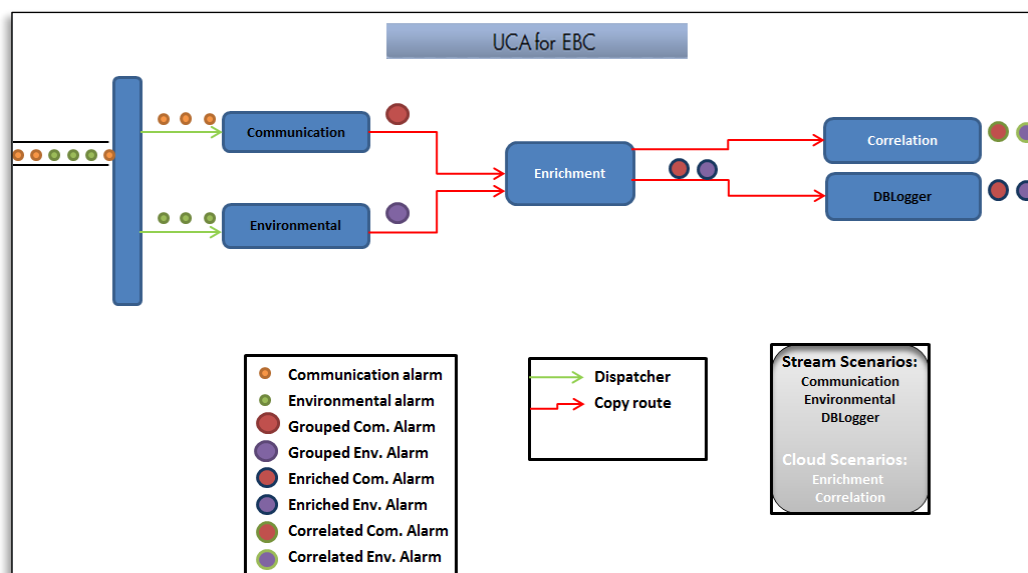 UCA for EBC
Communication
Correlation
Enrichment
DBLogger
Environmental
Communication alarm
Environmental alarm
Grouped Com. Alarm
Grouped Env. Alarm
Enriched Com. Alarm
Enriched Env. Alarm
Correlated Com. Alarm
Correlated Env. Alarm
Dispatcher
Copy route
Stream Scenarios:
Communication
Environmental
DBLogger
Cloud Scenarios:
Enrichment
Correlation